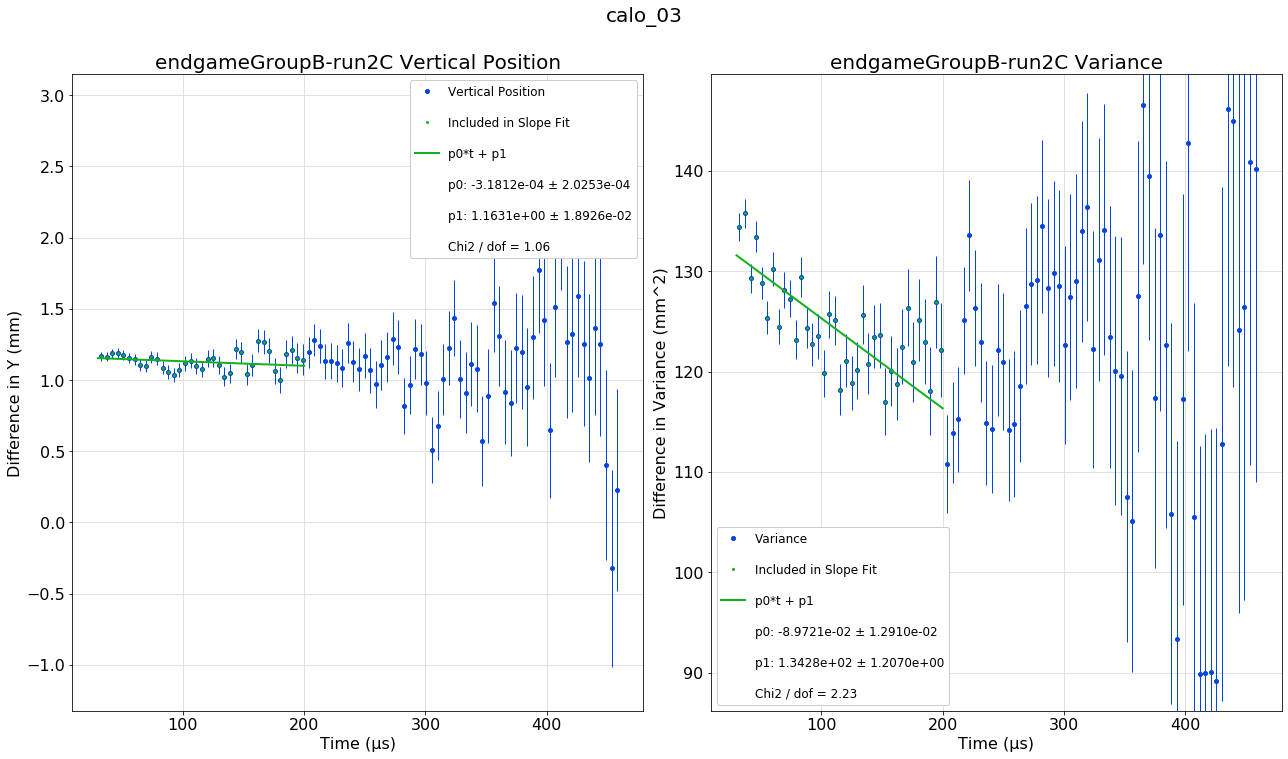 calo_03
endgameGroupB-run2C Vertical Position
Difference in Y (mm)
3.0
2.5
2.0
1.5
1.0
0.5
0.0
−0.5
−1.0
Vertical Position
Included in Slope Fit
p0*t + p1
p0: -3.1812e-04 ± 2.0253e-04
p1: 1.1631e+00 ± 1.8926e-02
Chi2 / dof = 1.06
100 200 300 400
Time (µs)
endgameGroupB-run2C Variance
Difference in Variance (mm^2)
140
130
120
110
100
90
Variance
Included in Slope Fit
p0*t + p1
p0: -8.9721e-02 ± 1.2910e-02
p1: 1.3428e+02 ± 1.2070e+00
Chi2 / dof = 2.23
100 200 300 400
Time (µs)